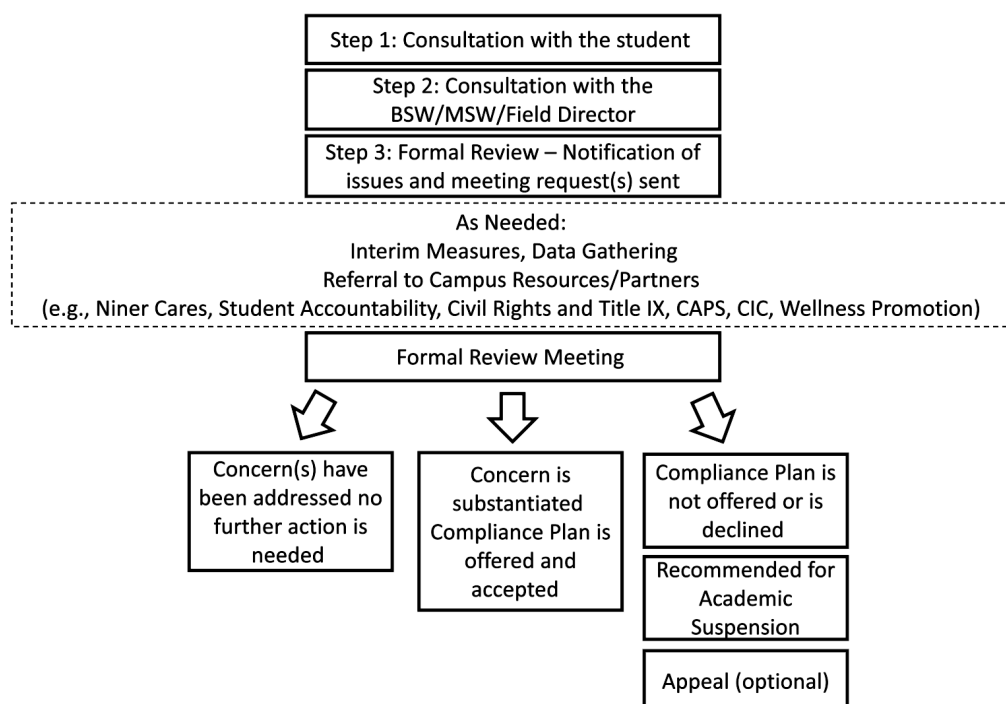 Step 1: Consultation with the student
Step 2: Consultation with the
BSW/MSW/Field Director
Step 3: Formal Review – Notification of
issues and meeting request(s) sent
As Needed:
Interim Measures, Data Gathering
Referral to Campus Resources/Partners
(e.g., Niner Cares, Student Accountability, Civil Rights and Title IX, CAPS, CIC, Wellness Promotion)
Formal Review Meeting
Concern(s) have
been addressed no
further action is
needed
Concern is
substantiated
Compliance Plan is
offered and
accepted
Compliance Plan is
not offered or is
declined
Recommended for
Academic
Suspension
Appeal (optional)